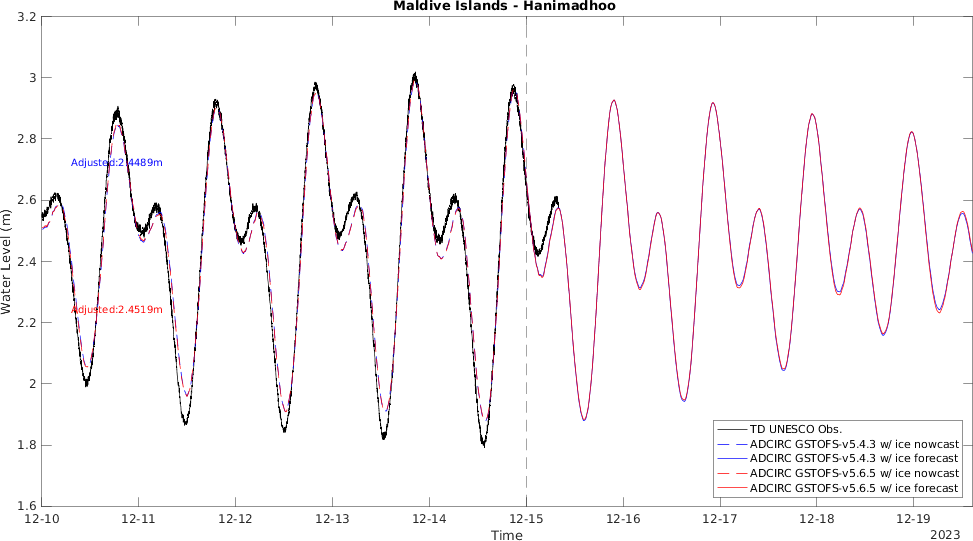 Maldive Islands - Hanimadhoo
3.2
3
2.8
2.6
2.4
2.2
2
1.8
1.6
Water Level (m)
Adjusted:2.4489m
Adjusted:2.4519m
TD UNESCO Obs.
ADCIRC GSTOFS-v5.4.3 w/ ice nowcast
ADCIRC GSTOFS-v5.4.3 w/ ice forecast
ADCIRC GSTOFS-v5.6.5 w/ ice nowcast
ADCIRC GSTOFS-v5.6.5 w/ ice forecast
12-10 12-11 12-12 12-13 12-14 12-15 12-16 12-17 12-18 12-19
Time
2023